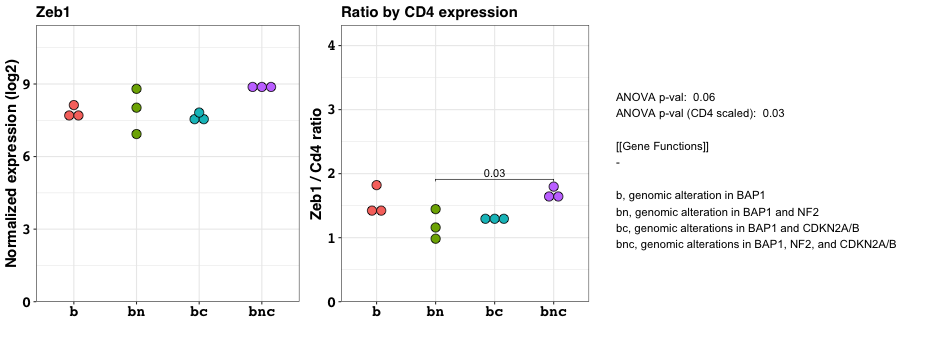 Zeb1
Normalized expression (log2)
9
6
3
0
b bn bc bnc
Ratio by CD4 expression
Zeb1 / Cd4 ratio
4
3
2
1
0
0.03
b bn bc bnc
ANOVA p-val: 0.06
ANOVA p-val (CD4 scaled): 0.03
[[Gene Functions]]
-
b, genomic alteration in BAP1
bn, genomic alteration in BAP1 and NF2
bc, genomic alterations in BAP1 and CDKN2A/B
bnc, genomic alterations in BAP1, NF2, and CDKN2A/B